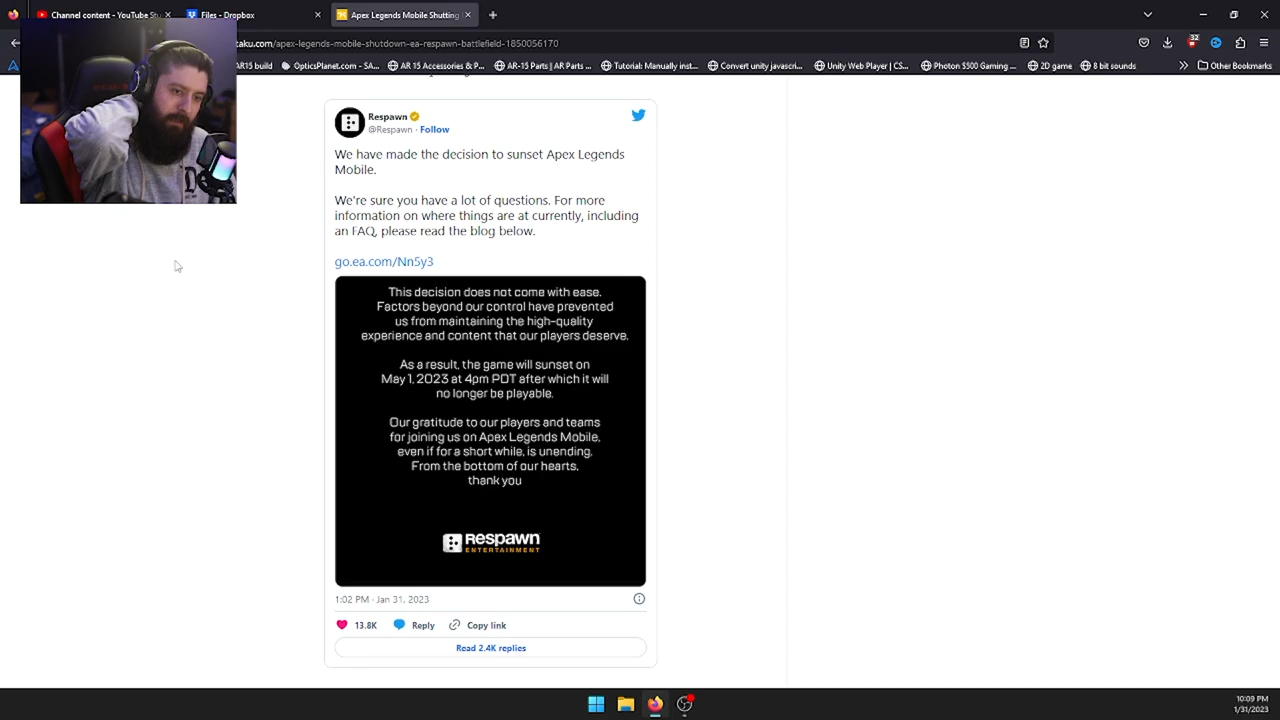 Channel content - YouTube Stu
Files - Dropbox
Apex Legends Mobile Shutting
taku.com/apex-legends-mobile-shutdown-ea-respawn-battlefield-1850056170
32
AR15 build
OpticsPlanet.com - SA...
AR 15 Accessories & P...
AR-15 Parts || AR Parts ...
Tutorial: Manually inst...
Convert unity javascri...
Unity Web Player | CS...
Photon $500 Gaming ...
2D game
8 bit sounds
Other Bookmarks
Respawn
@Respawn · Follow
We have made the decision to sunset Apex Legends
Mobile.
We're sure you have a lot of questions. For more
information on where things are at currently, including
an FAQ, please read the blog below.
go.ea.com/Nn5y3
This decision does not come with ease.
Factors beyond our control have prevented
us from maintaining the high-quality
experience and content that our players deserve.
As a result, the game will sunset on
May 1, 2023 at 4pm PDT after which it will
no longer be playable.
Our gratitude to our players and teams
for joining us on Apex Legends Mobile,
even if for a short while, is unending.
From the bottom of our hearts,
thank you
RESPAWN
ENTERTAINMENT
1:02 PM · Jan 31, 2023
13.8K
Reply
Copy link
Read 2.4K replies
10:09 PM
1/31/2023